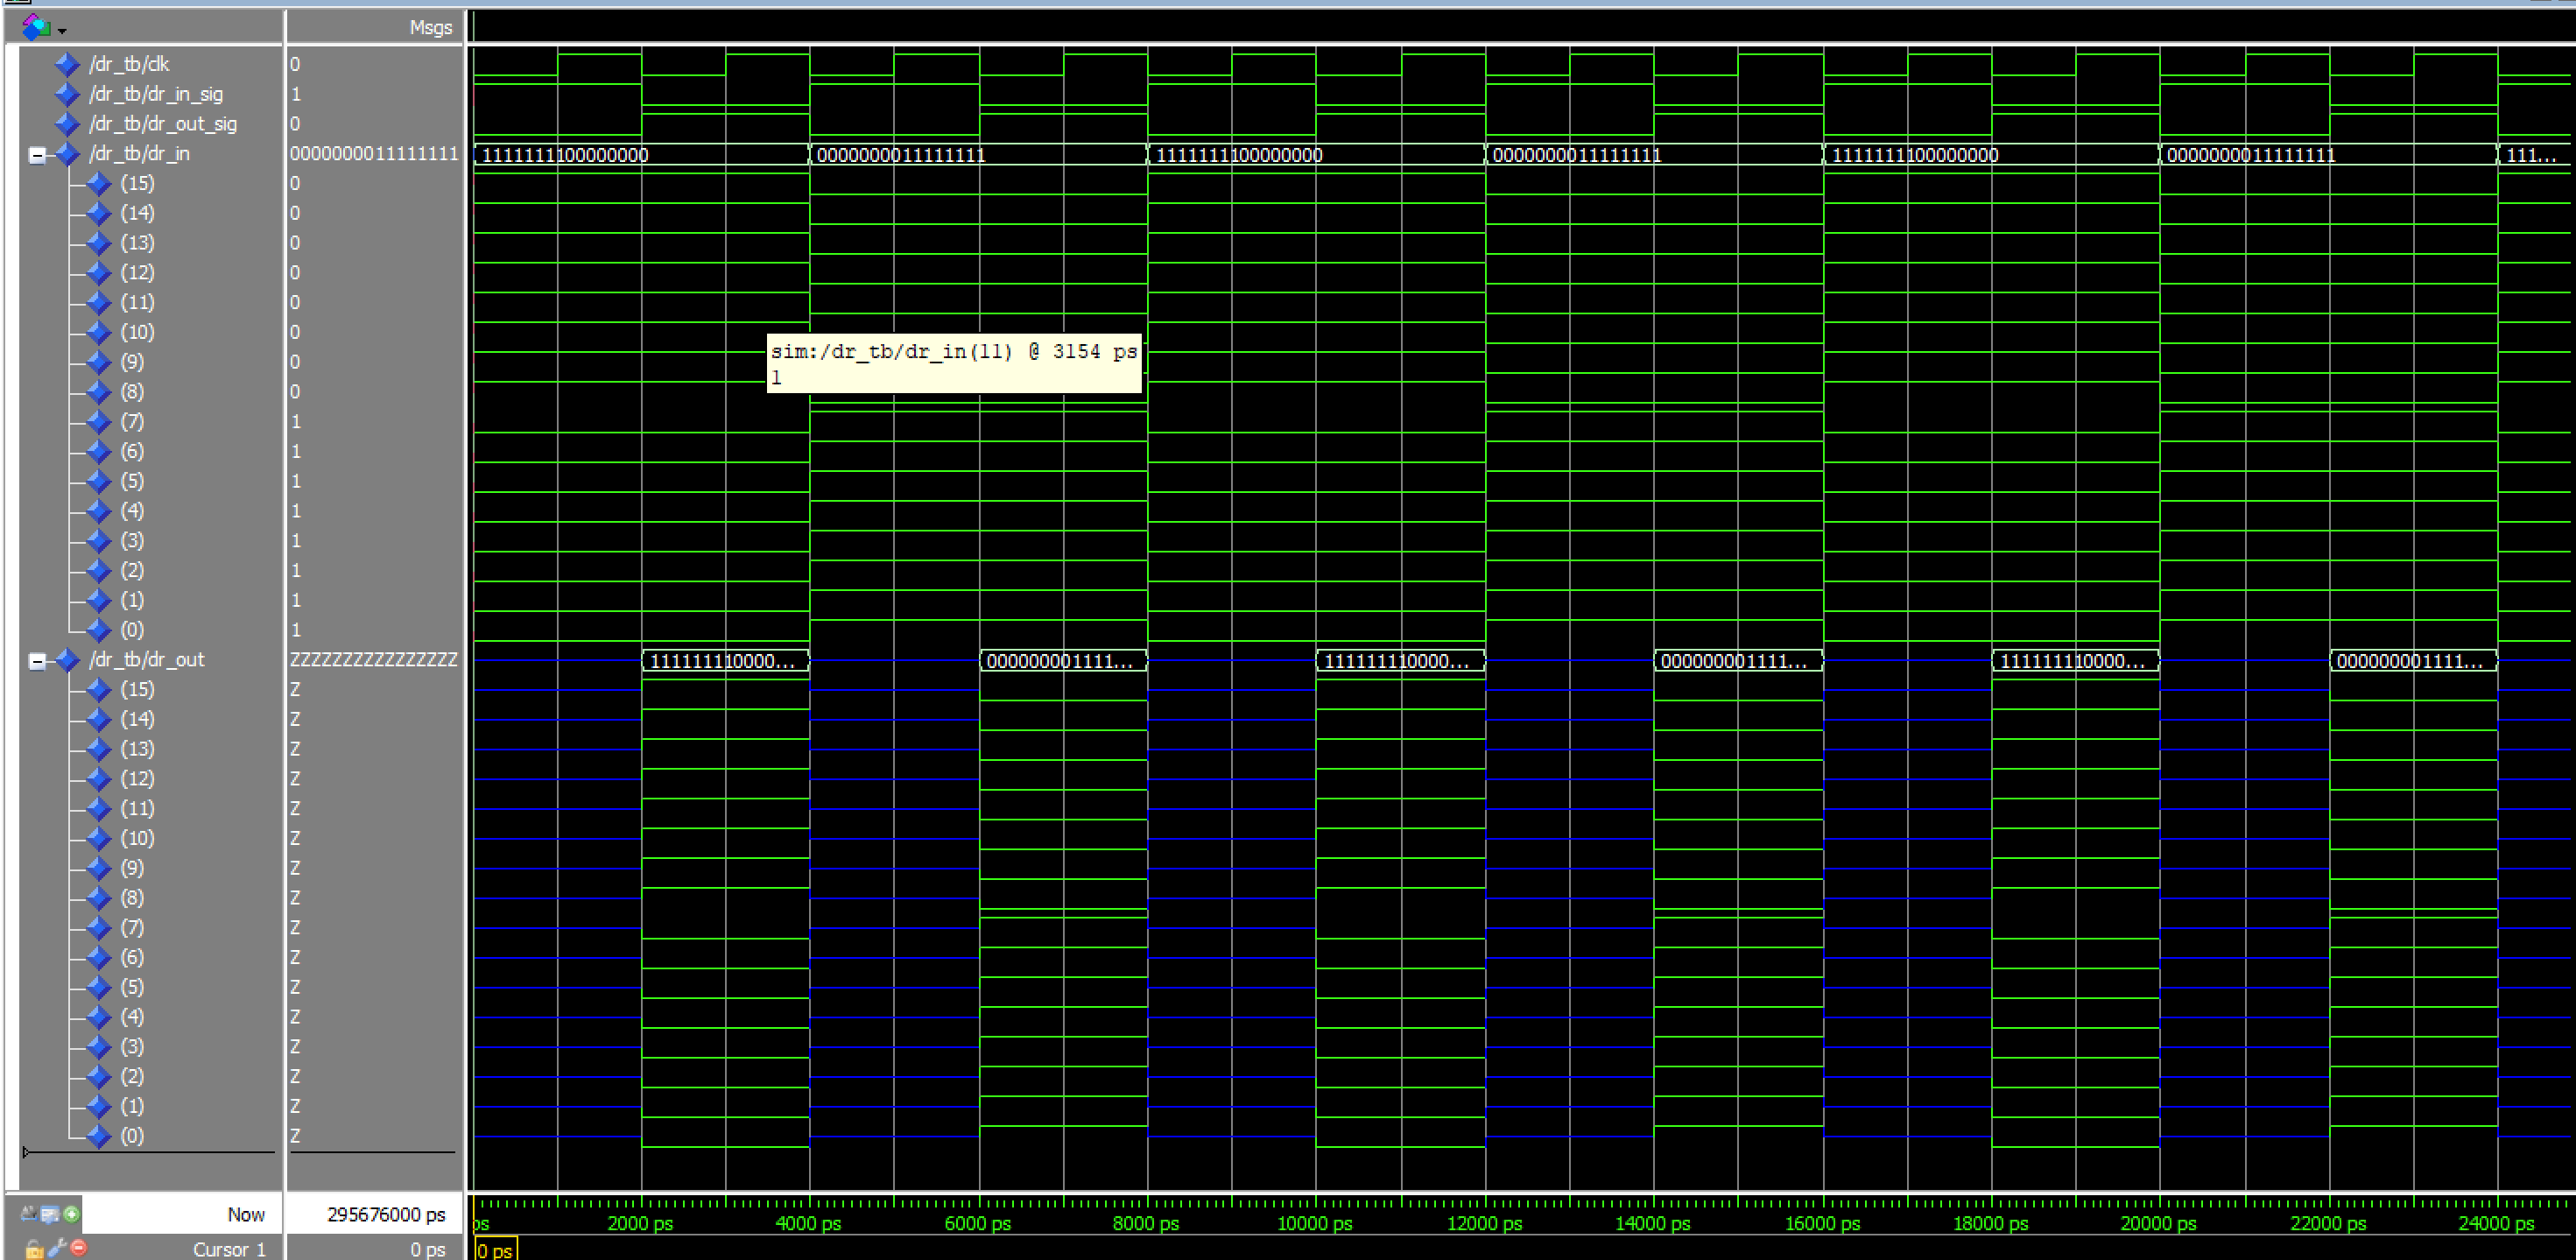 Msgs
/dr_tb/clk 0
/dr_tb/dr_in_sig 1
/dr_tb/dr_out_sig 0
/dr_tb/dr_in 0000000011111111 1111111100000000 0000000011111111 1111111100000000 0000000011111111 1111111100000000 0000000011111111 111...
(15) 0
(14) 0
(13) 0
(12) 0
(11) 0
(10) 0
(9) 0
(8) 0
(7) 1
(6) 1
(5) 1
(4) 1
(3) 1
(2) 1
(1) 1
(0) 1
sim:/dr_tb/dr_in(11) @ 3154 ps
1
/dr_tb/dr_out ZZZZZZZZZZZZZZZZ 111111110000... 000000001111... 111111110000... 000000001111... 111111110000... 000000001111...
(15) Z
(14) Z
(13) Z
(12) Z
(11) Z
(10) Z
(9) Z
(8) Z
(7) Z
(6) Z
(5) Z
(4) Z
(3) Z
(2) Z
(1) Z
(0) Z
Now 295676000 ps ps 2000 ps 4000 ps 6000 ps 8000 ps 10000 ps 12000 ps 14000 ps 16000 ps 18000 ps 20000 ps 22000 ps 24000 ps
Cursor 1 0 ps 0 ps